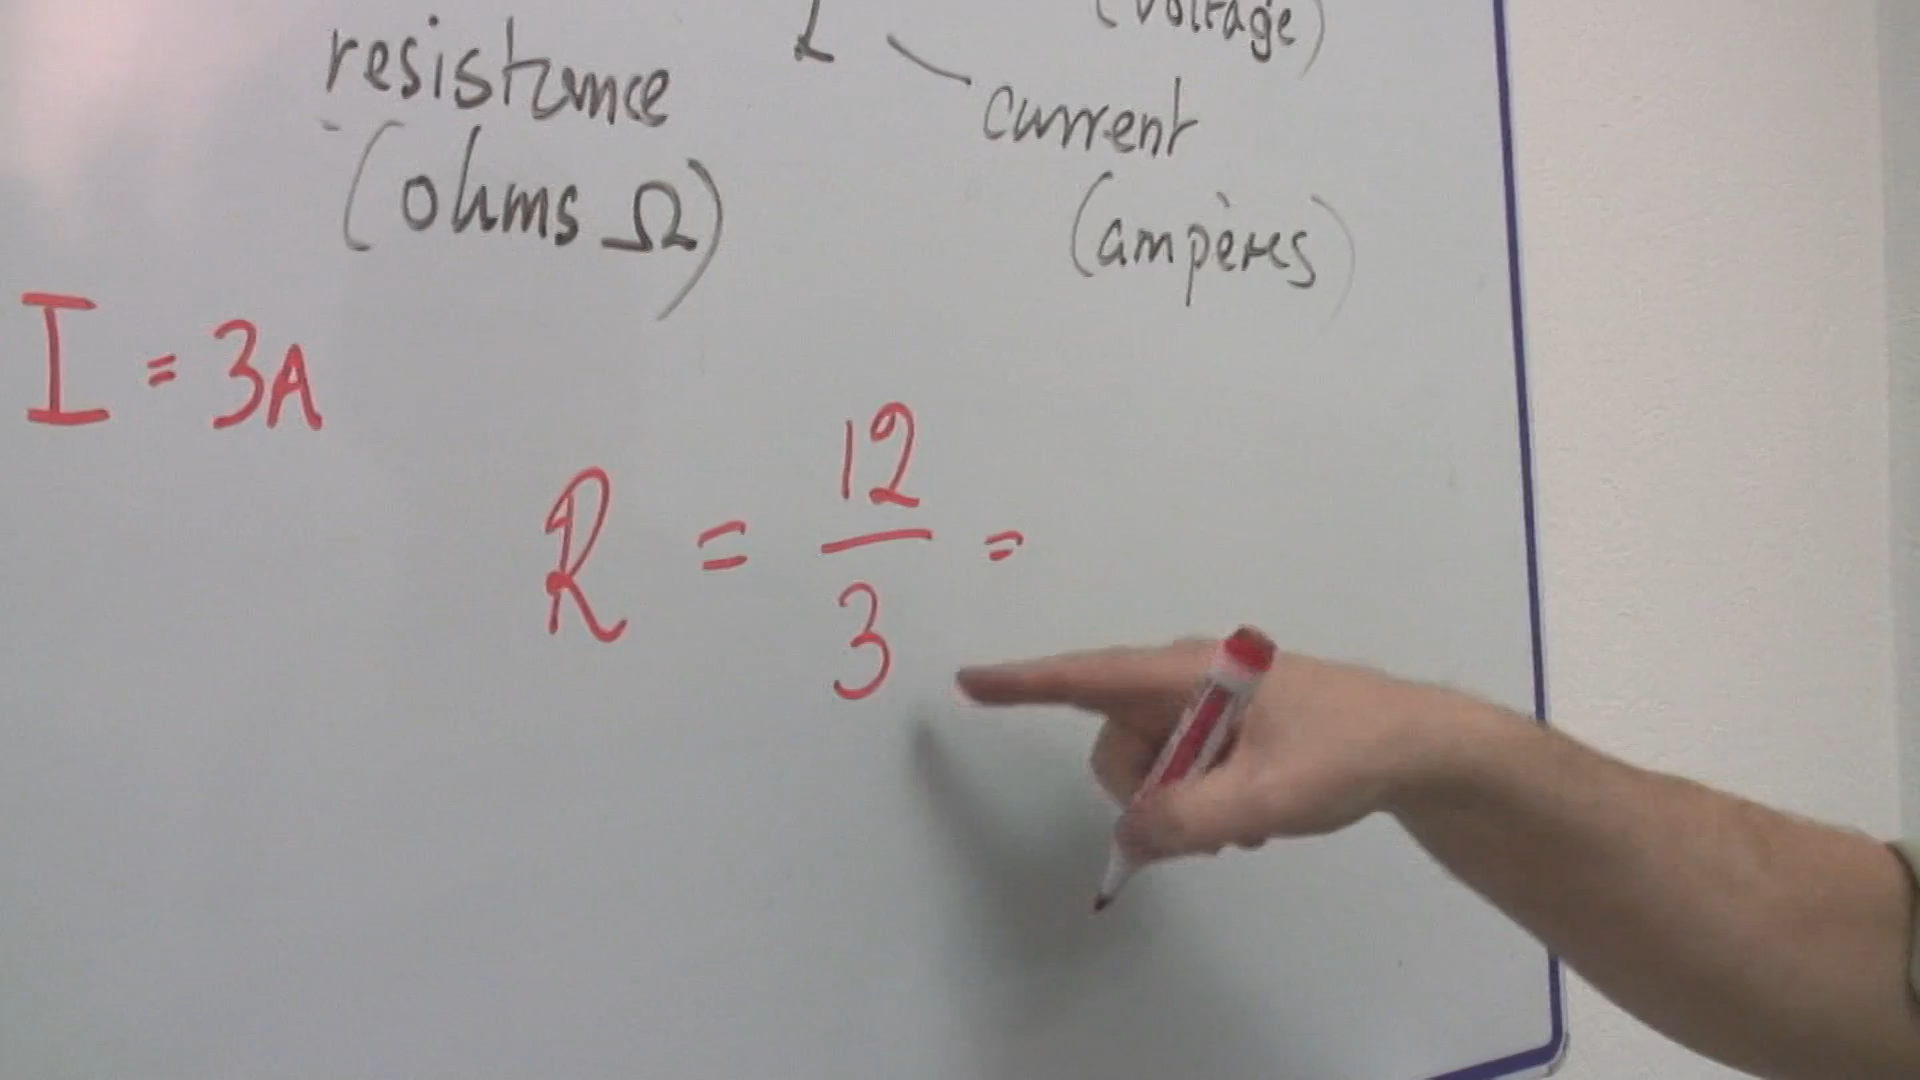 (voltage)
resistance
I
current
(ohms Ω)
(ampères)
I = 3A
R = 12/3 =